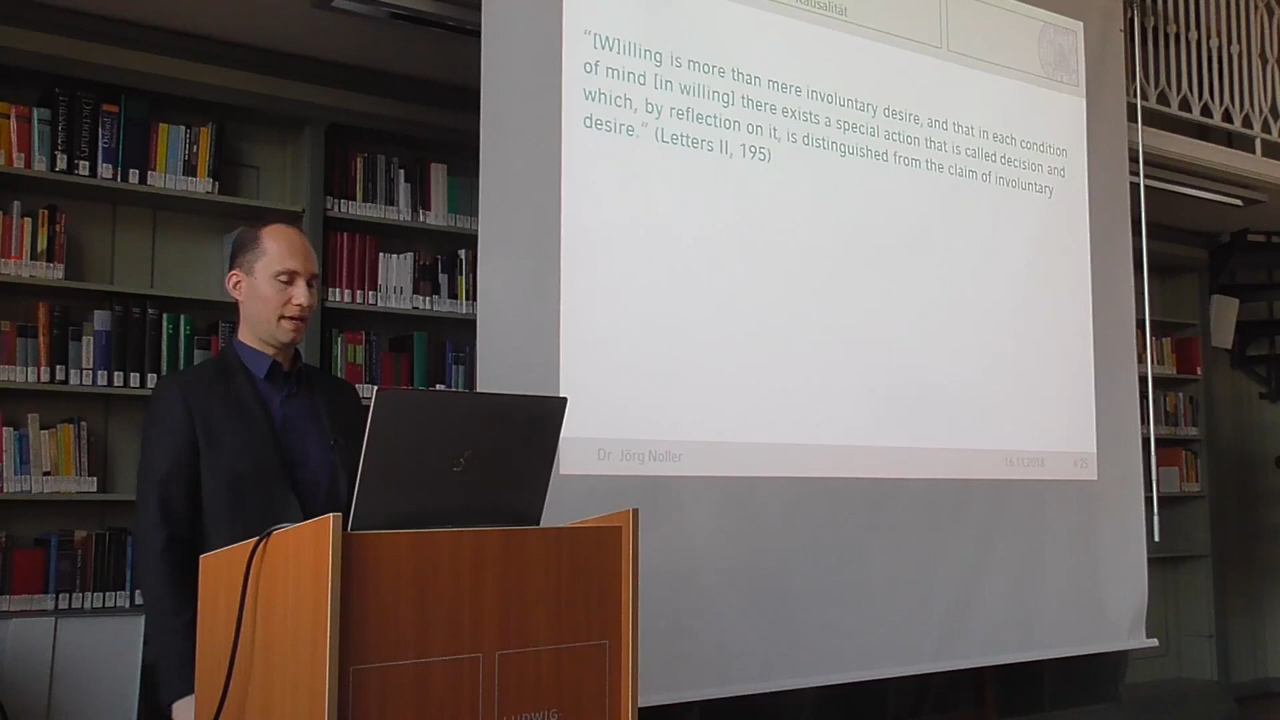 Kausalität
“[W]illing is more than mere involuntary desire, and that in each condition
of mind [in willing] there exists a special action that is called decision and
which, by reflection on it, is distinguished from the claim of involuntary
desire.” (Letters II, 195)
Dr. Jörg Noller
16.11.2018
# 25
Dictionary
LUDWIG-